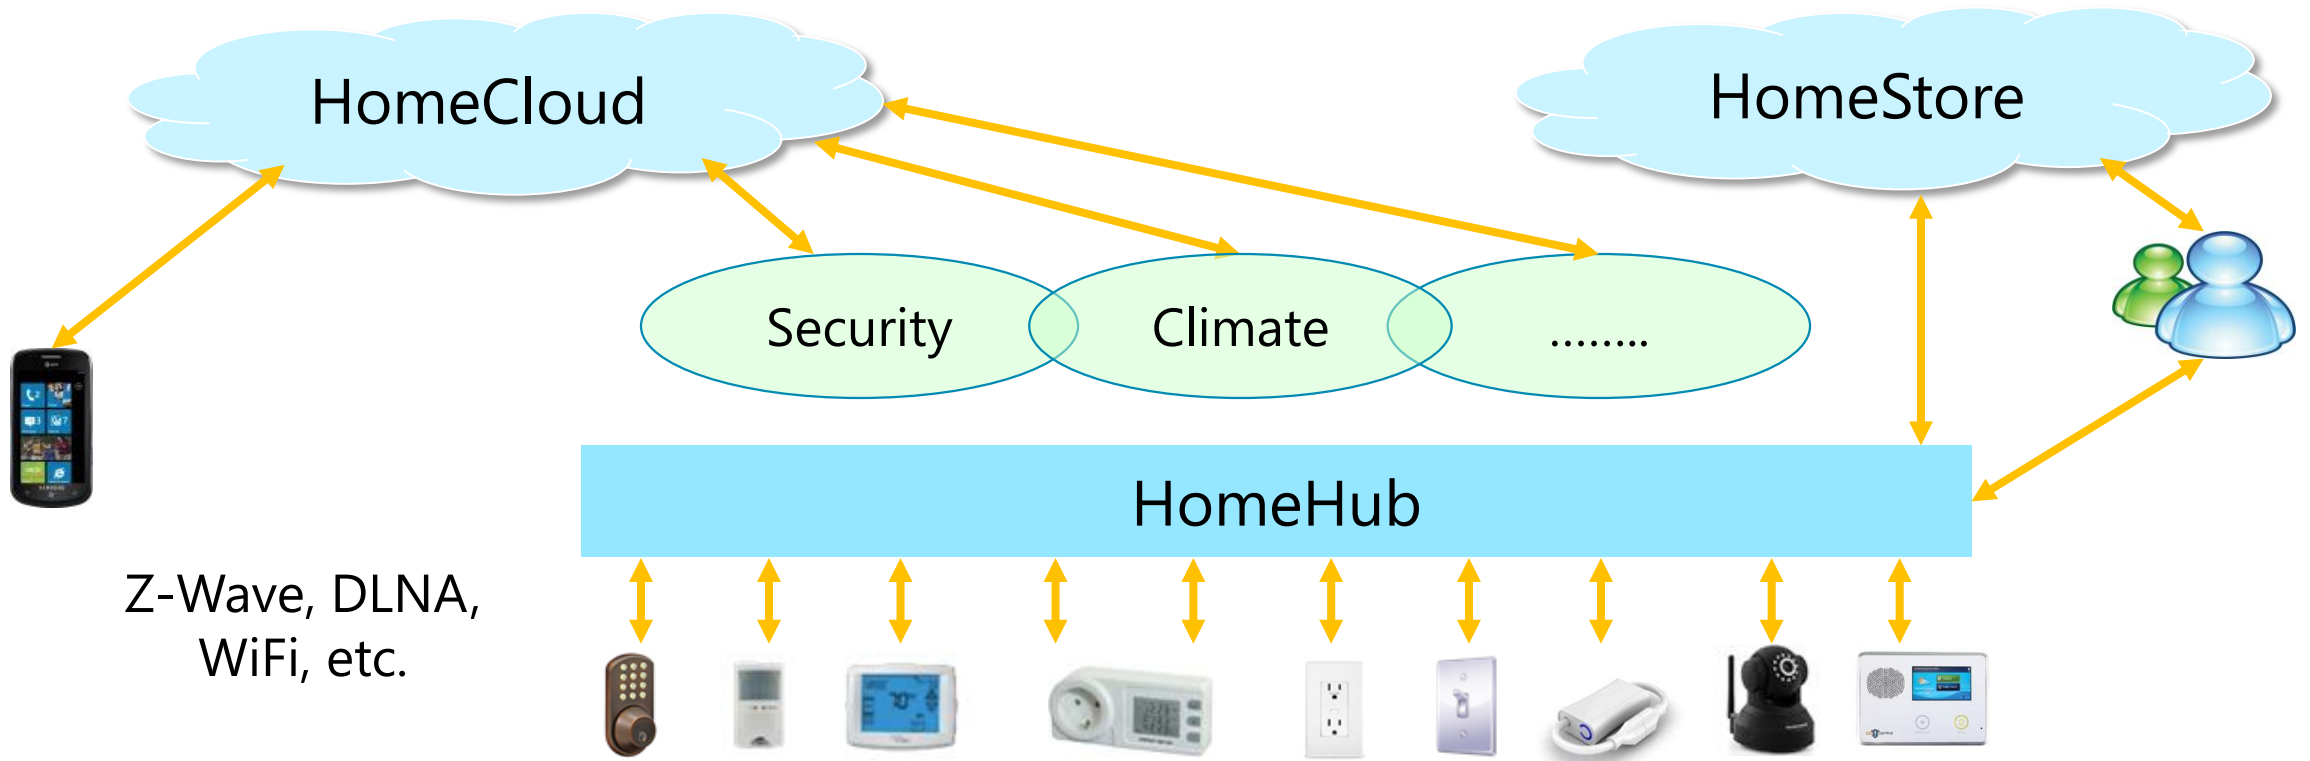 HomeCloud
HomeStore
Security
Climate
........
HomeHub
Z-Wave, DLNA,
WiFi, etc.